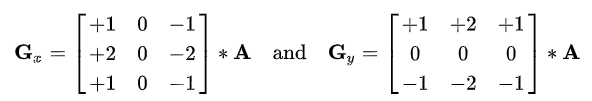 𝐆ₓ = [+1 0 −1; +2 0 −2; +1 0 −1] ∗ 𝐀 and 𝐆ᵧ = [+1 +2 +1; 0 0 0; −1 −2 −1] ∗ 𝐀